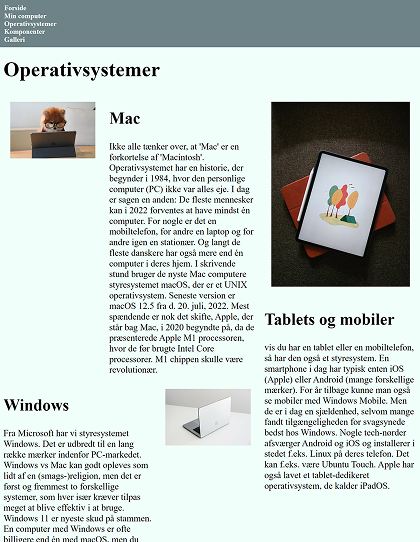 Forside
Min computer
Operativsystemer
Komponenter
Galleri
Operativsystemer
Mac
Ikke alle tænker over, at 'Mac' er en
forkortelse af 'Macintosh'.
Operativsystemet har en historie, der
begynder i 1984, hvor den personlige
computer (PC) ikke var alles eje. I dag
er sagen en anden: De fleste mennesker
kan i 2022 forventes at have mindst én
computer. For nogle er det en
mobiltelefon, for andre en laptop og for
andre igen en stationær. Og langt de
fleste danskere har også mere end én
computer i deres hjem. I skrivende
stund bruger de nyste Mac computere
styresystemet macOS, der er et UNIX
operativsystem. Seneste version er
macOS 12.5 fra d. 20. juli, 2022. Mest
spændende er nok det skifte, Apple, der
står bag Mac, i 2020 begyndte på, da de
præsenterede Apple M1 processoren,
hvor de før brugte Intel Core
processorer. M1 chippen skulle være
revolutionær.
Windows
Fra Microsoft har vi styresystemet
Windows. Det er udbredt til en lang
række mærker indenfor PC-markedet.
Windows vs Mac kan godt opleves som
lidt af en (smags-)religion, men det er
først og fremmest to forskellige
systemer, som hver især kræver tilpas
meget at blive effektiv i at bruge.
Windows 11 er nyeste skud på stammen.
En computer med Windows er ofte
billigere end én med macOS, men du
Tablets og mobiler
vis du har en tablet eller en mobiltelefon,
så har den også et styresystem. En
smartphone i dag har typisk enten iOS
(Apple) eller Android (mange forskellige
mærker). For år tilbage kunne man også
se mobiler med Windows Mobile. Men
de er i dag en sjældenhed, selvom mange
fandt tilgængeligheden for svagsynede
bedst hos Windows. Nogle tech-nørder
afsværger Android og iOS og installerer i
stedet f.eks. Linux på deres telefon. Det
kan f.eks. være Ubuntu Touch. Apple har
også lavet et tablet-dedikeret
operativsystem, de kalder iPadOS.